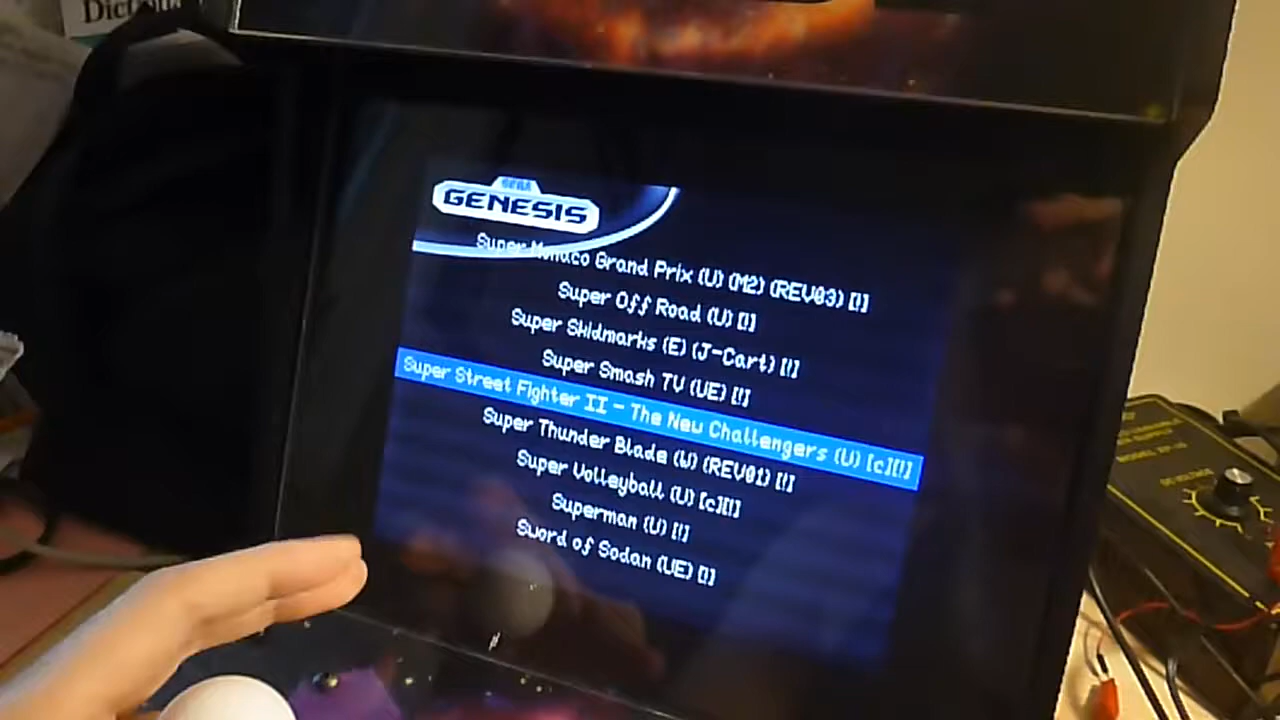 Dictionar
SEGA
GENESIS
Super Monaco Grand Prix (U) (M2) (REV03) [!]
Super Off Road (U) [!]
Super Skidmarks (E) (J-Cart) [!]
Super Smash TV (UE) [!]
Super Street Fighter II - The New Challengers (U) [c][!]
Super Thunder Blade (W) (REV01) [!]
Super Volleyball (U) [c][!]
Superman (U) [!]
Sword of Sodan (UE) [!]